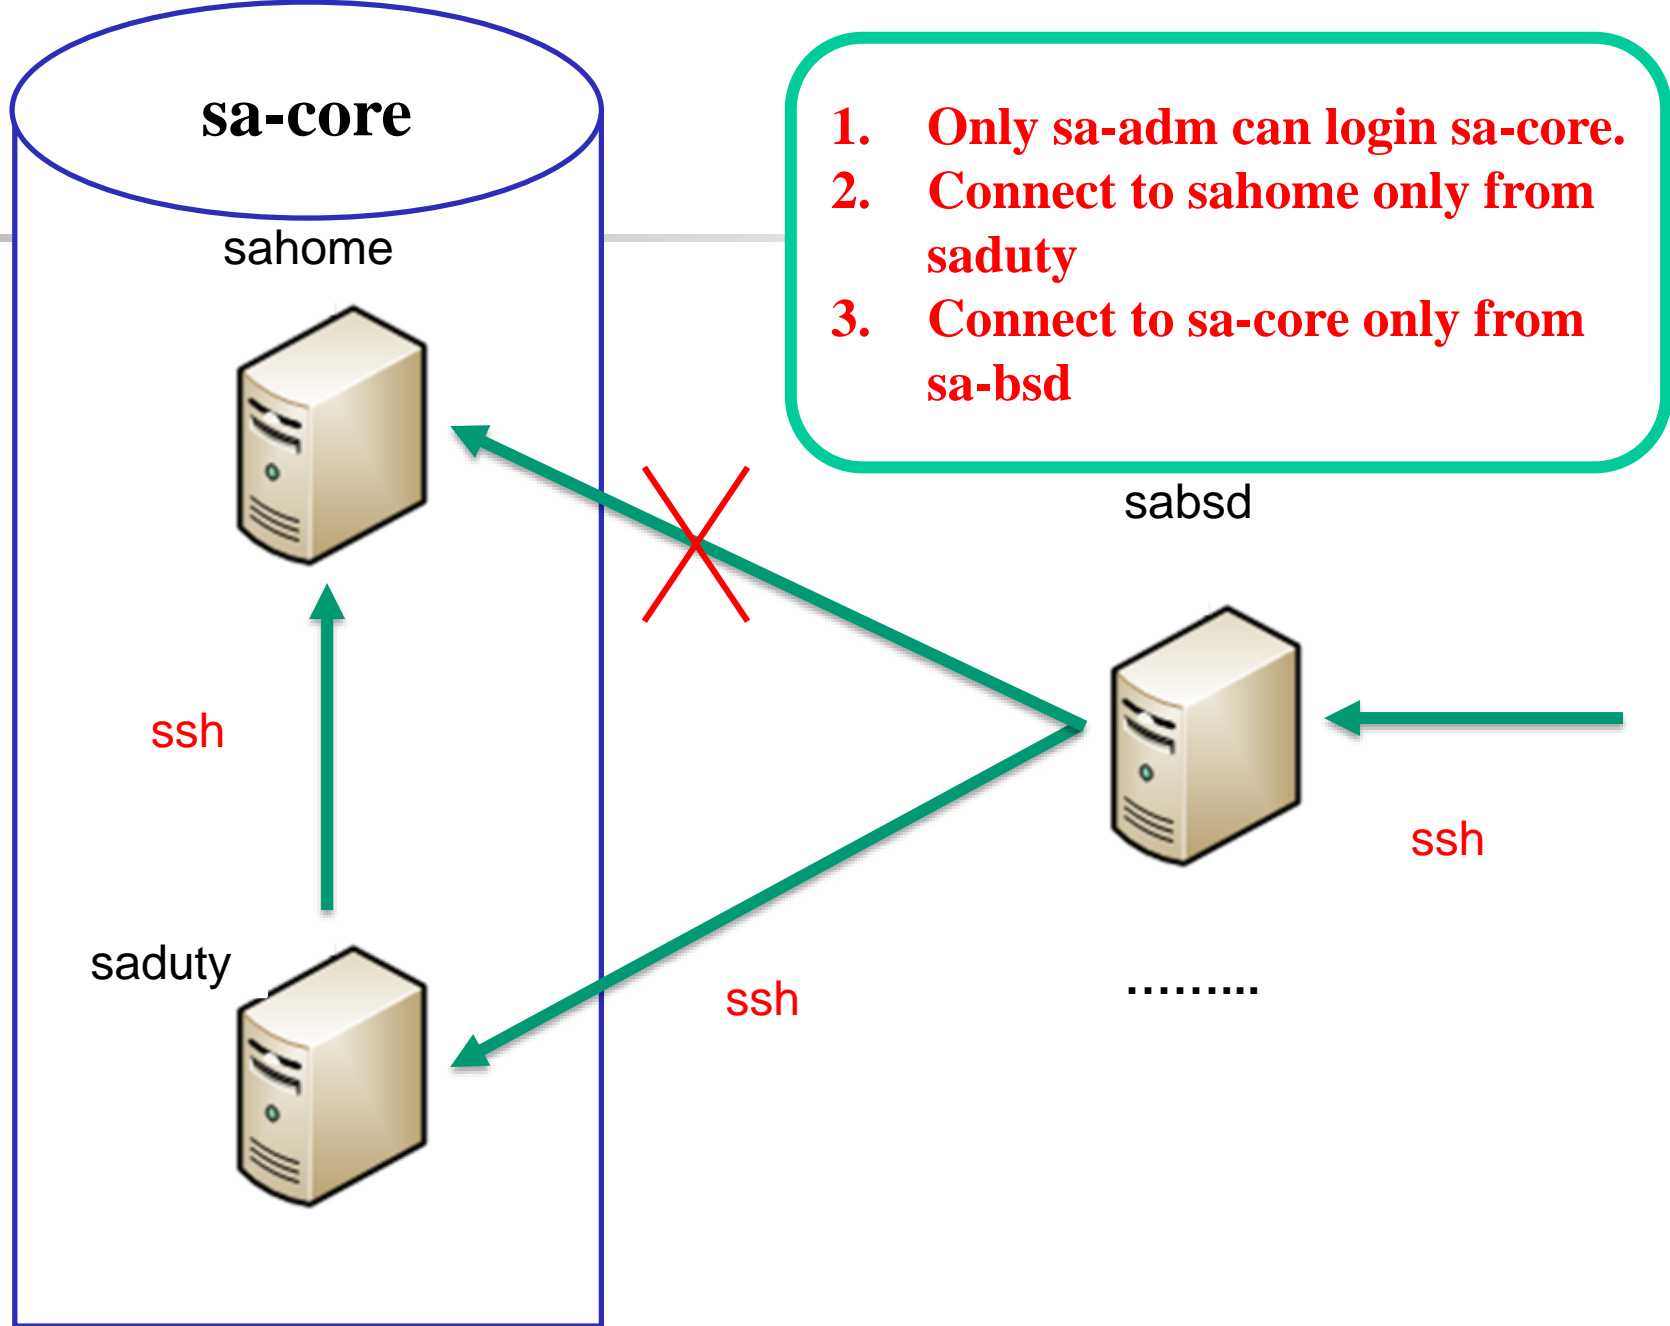 sa-core
1. Only sa-adm can login sa-core.
2. Connect to sahome only from
saduty
3. Connect to sa-core only from
sa-bsd
sahome
sabsd
ssh
ssh
saduty
ssh
.........